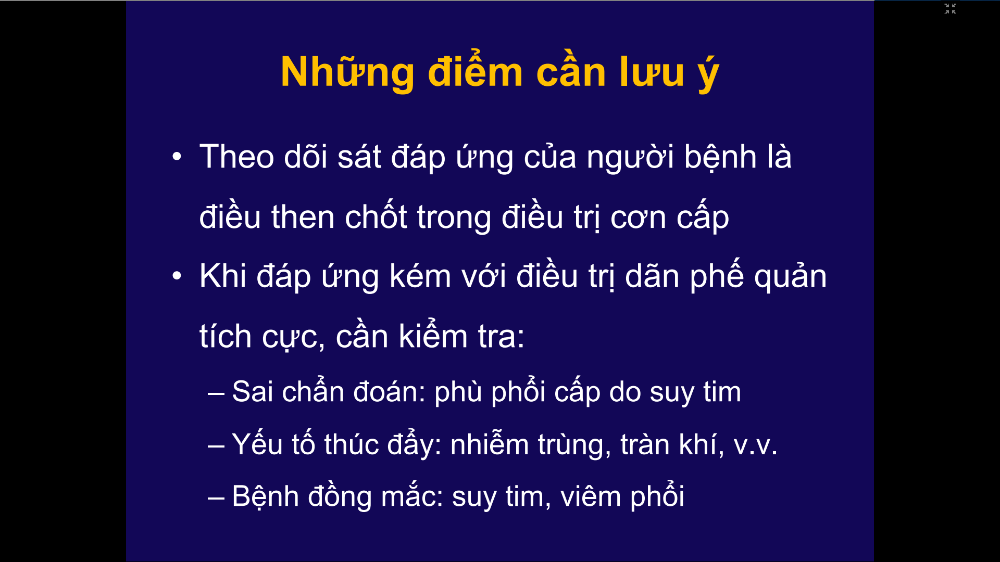 Những điểm cần lưu ý
• Theo dõi sát đáp ứng của người bệnh là
điều then chốt trong điều trị cơn cấp
• Khi đáp ứng kém với điều trị dãn phế quản
tích cực, cần kiểm tra:
– Sai chẩn đoán: phù phổi cấp do suy tim
– Yếu tố thúc đẩy: nhiễm trùng, tràn khí, v.v.
– Bệnh đồng mắc: suy tim, viêm phổi